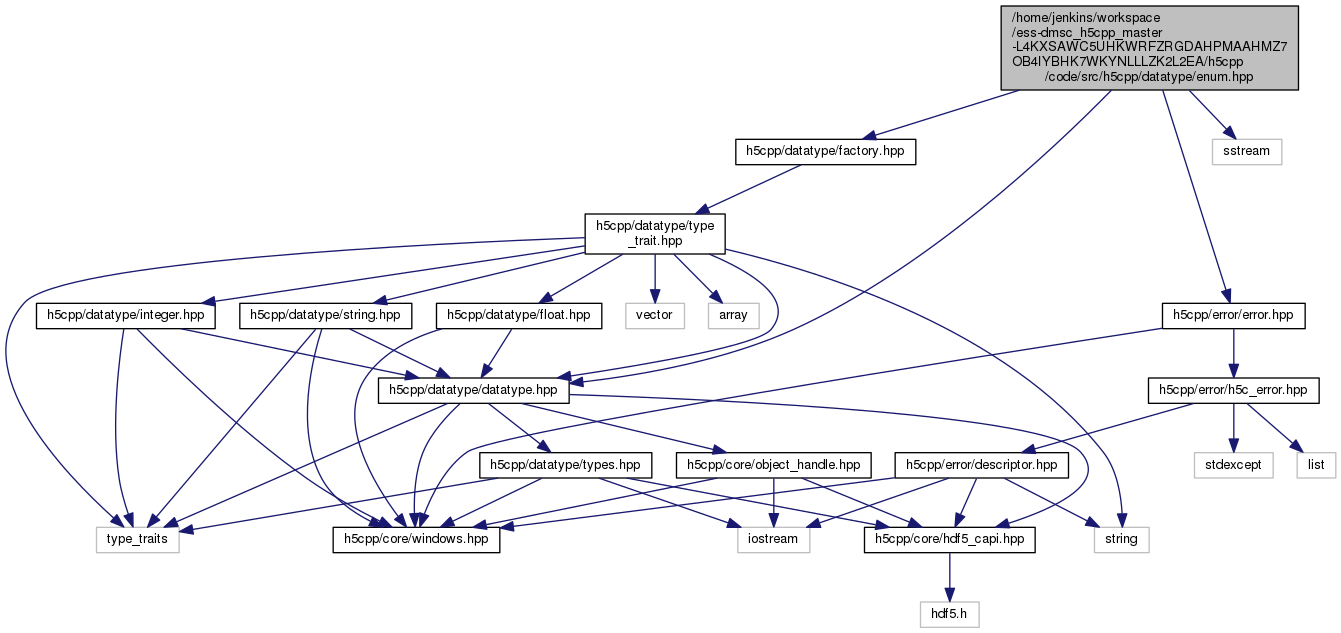 /home/jenkins/workspace
/ess-dmsc_h5cpp_master
-L4KXSAWC5UHKWRFZRGDAHPMAAHMZ7
OB4IYBHK7WKYNLLLZK2L2EA/h5cpp
/code/src/h5cpp/datatype/enum.hpp
h5cpp/datatype/factory.hpp
sstream
h5cpp/datatype/type
_trait.hpp
h5cpp/datatype/integer.hpp
h5cpp/datatype/string.hpp
h5cpp/datatype/float.hpp
vector
array
h5cpp/error/error.hpp
h5cpp/datatype/datatype.hpp
h5cpp/error/h5c_error.hpp
h5cpp/datatype/types.hpp
h5cpp/core/object_handle.hpp
h5cpp/error/descriptor.hpp
stdexcept
list
type_traits
h5cpp/core/windows.hpp
iostream
h5cpp/core/hdf5_capi.hpp
string
hdf5.h